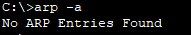 C:\>arp -a
No ARP Entries Found